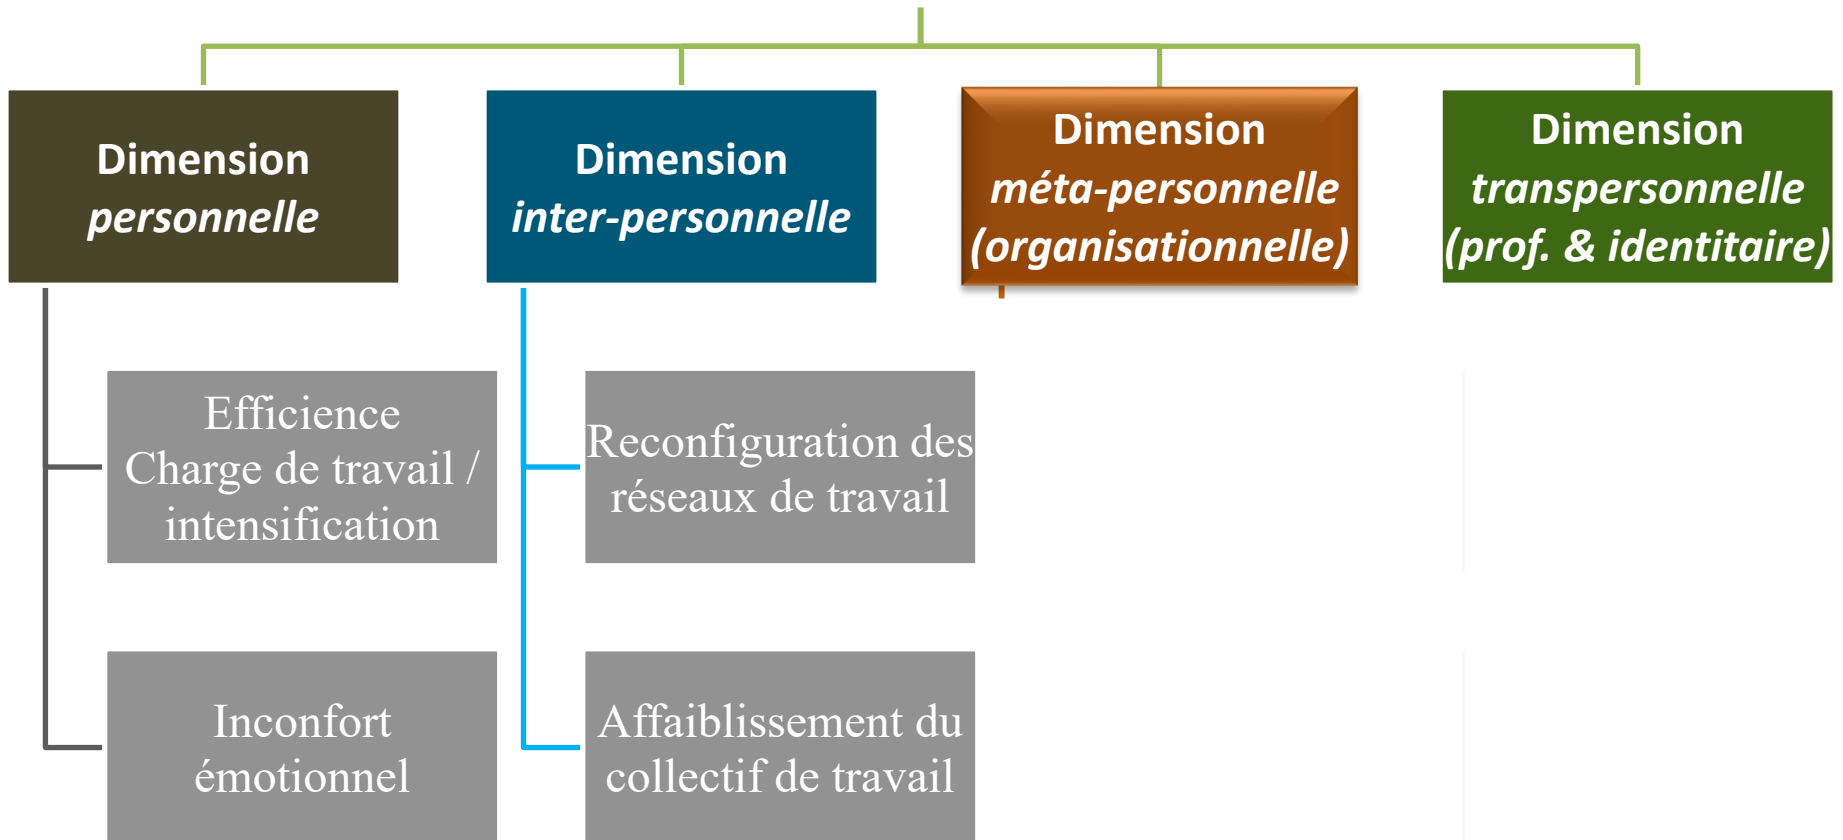 Dimension
personnelle
Dimension
inter-personnelle
Dimension
méta-personnelle
(organisationnelle)
Dimension
transpersonnelle
(prof. & identitaire)
Efficience
Charge de travail /
intensification
Reconfiguration des
réseaux de travail
Inconfort
émotionnel
Affaiblissement du
collectif de travail